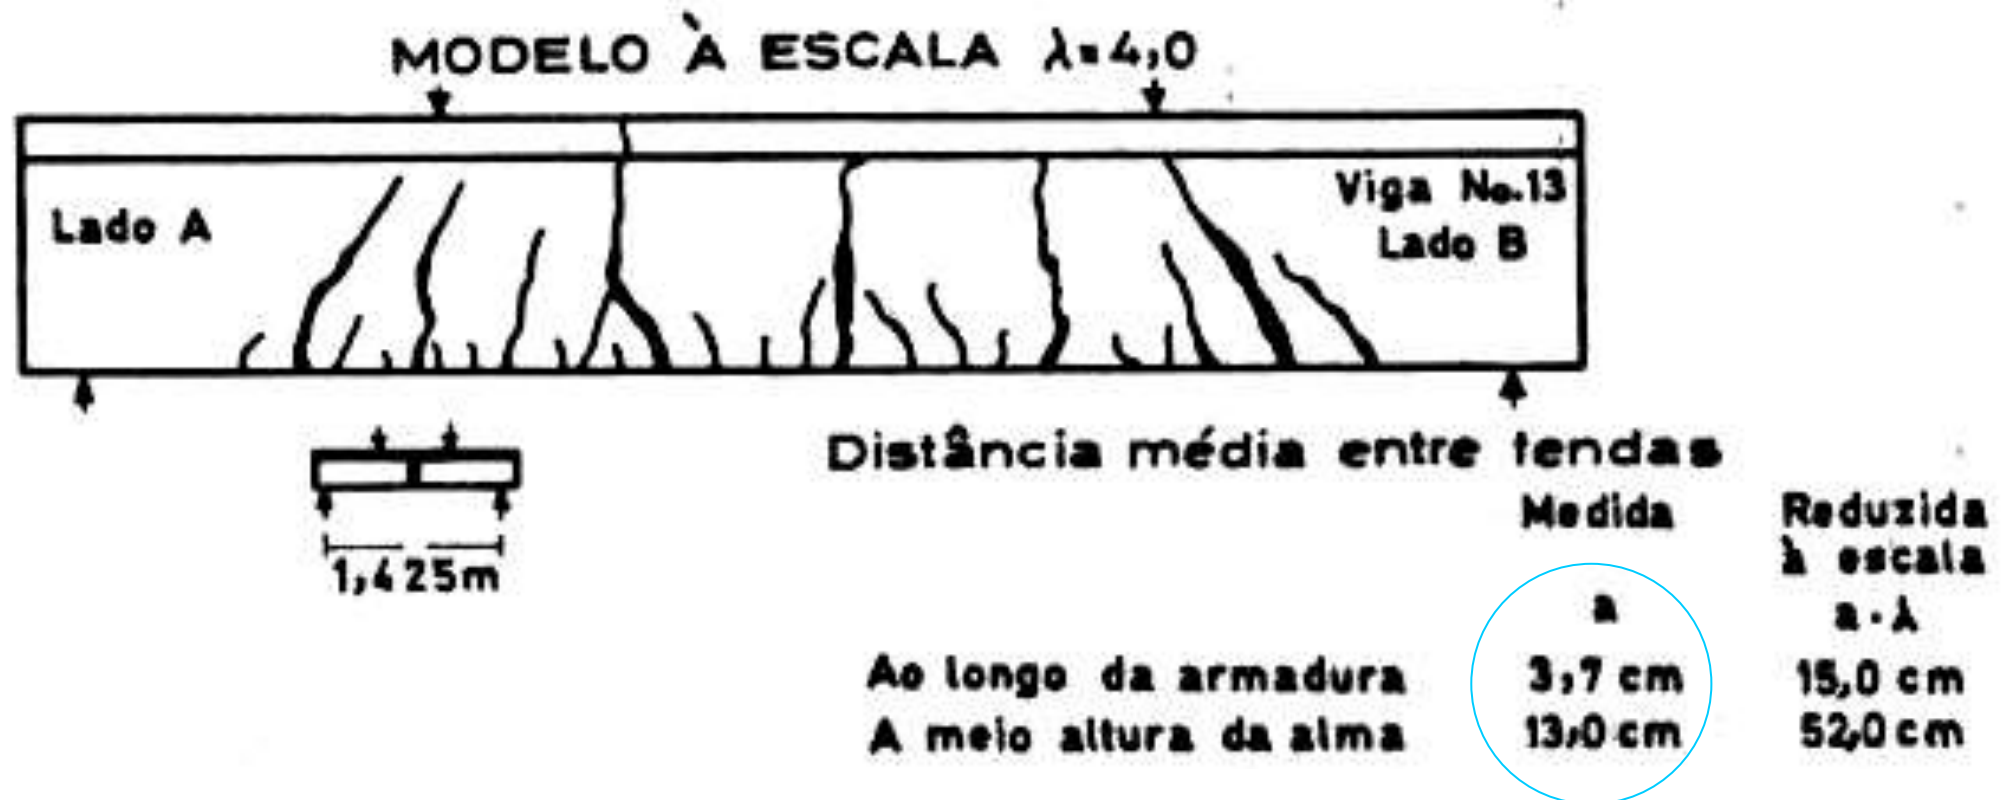 MODELO À ESCALA λ=4,0
Lado A
Viga No.13
Lado B
1,425m
Distância média entre fendas
Medida
Reduzida
à escala
a
a·λ
Ao longo da armadura 3,7 cm 15,0 cm
A meio altura da alma 13,0 cm 52,0 cm